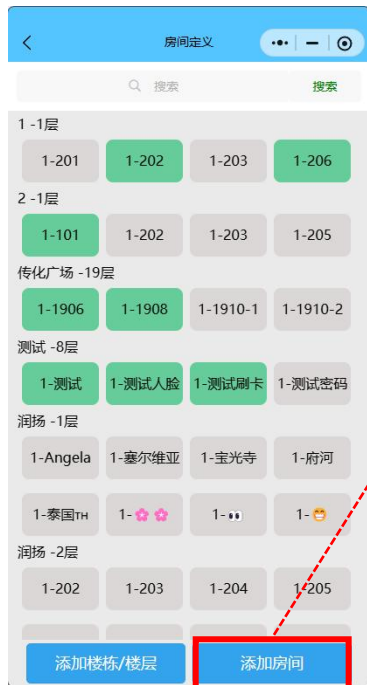 房间定义
搜索 搜索
1 -1层
1-201 1-202 1-203 1-206
2 -1层
1-101 1-202 1-203 1-205
传化广场 -19层
1-1906 1-1908 1-1910-1 1-1910-2
测试 -8层
1-测试 1-测试人脸 1-测试刷卡 1-测试密码
润扬 -1层
1-Angela 1-塞尔维亚 1-宝光寺 1-府河
1-泰国TH 1-🌸🌸 1-👀 1-😁
润扬 -2层
1-202 1-203 1-204 1-205
添加楼栋/楼层 添加房间